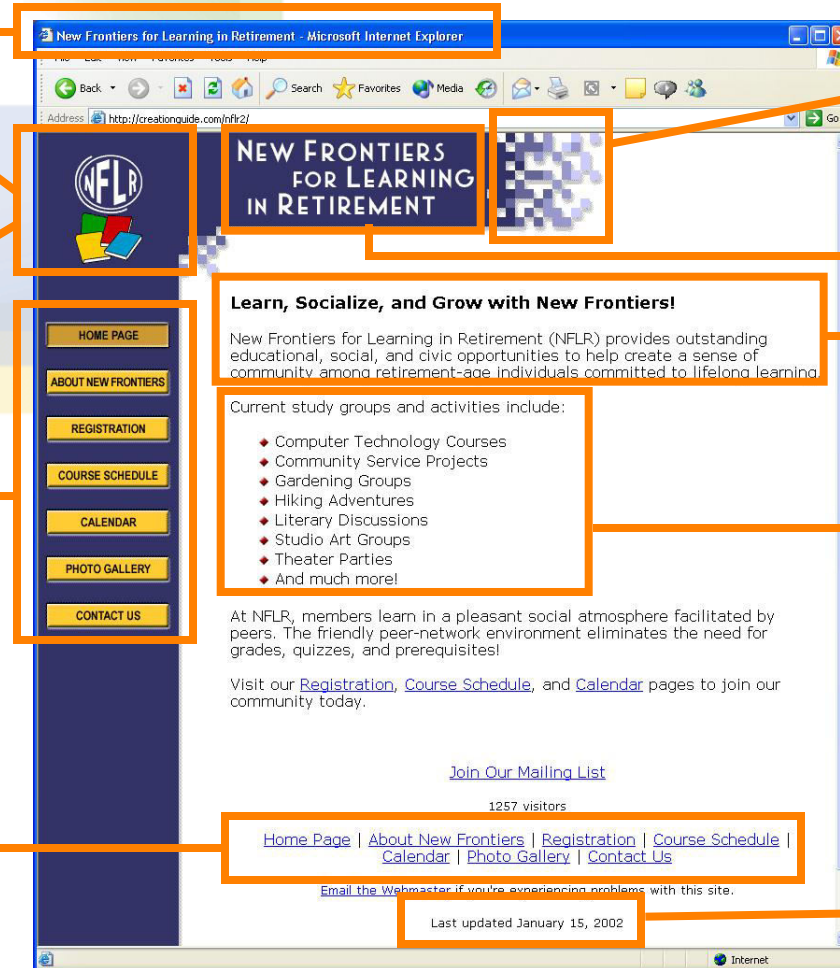 New Frontiers for Learning in Retirement - Microsoft Internet Explorer
File Edit View Favorites Tools Help
Back Search Favorites Media
Address http://creationguide.com/nflr2/ Go
NFLR
NEW FRONTIERS
FOR LEARNING
IN RETIREMENT
HOME PAGE
ABOUT NEW FRONTIERS
REGISTRATION
COURSE SCHEDULE
CALENDAR
PHOTO GALLERY
CONTACT US
Learn, Socialize, and Grow with New Frontiers!
New Frontiers for Learning in Retirement (NFLR) provides outstanding
educational, social, and civic opportunities to help create a sense of
community among retirement-age individuals committed to lifelong learning.
Current study groups and activities include:
Computer Technology Courses
Community Service Projects
Gardening Groups
Hiking Adventures
Literary Discussions
Studio Art Groups
Theater Parties
And much more!
At NFLR, members learn in a pleasant social atmosphere facilitated by
peers. The friendly peer-network environment eliminates the need for
grades, quizzes, and prerequisites!
Visit our Registration, Course Schedule, and Calendar pages to join our
community today.
Join Our Mailing List
1257 visitors
Home Page | About New Frontiers | Registration | Course Schedule |
Calendar | Photo Gallery | Contact Us
Email the Webmaster if you're experiencing problems with this site.
Last updated January 15, 2002
Internet